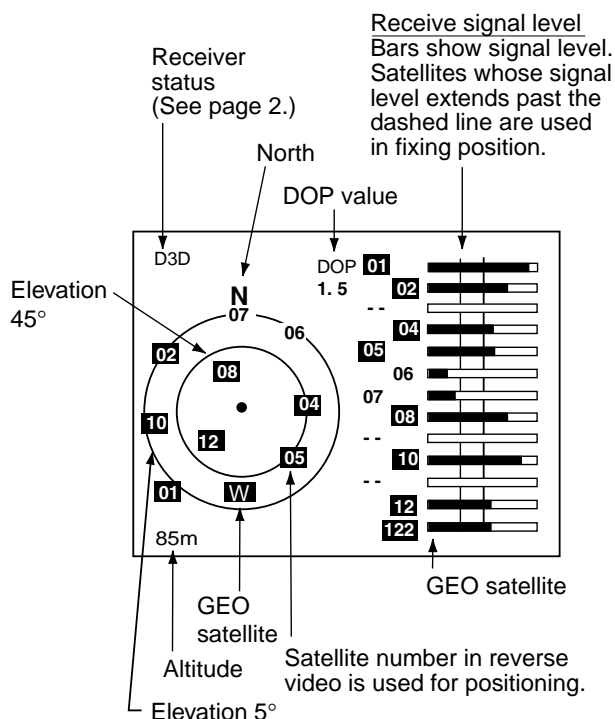 Receive signal level
Bars show signal level.
Satellites whose signal
level extends past the
dashed line are used
in fixing position.
Receiver
status
(See page 2.)
North
DOP value
D3D
DOP
1. 5
N
Elevation
45°
07
06
02
08
04
10
12
05
01
W
85m
01
02
- -
04
05
06
07
08
- -
10
- -
12
122
GEO satellite
GEO
satellite
Altitude
Satellite number in reverse
video is used for positioning.
Elevation 5°